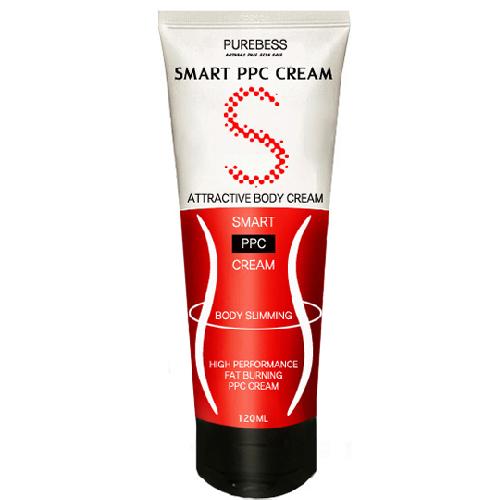 PUREBESS
SMART PPC CREAM
S
ATTRACTIVE BODY CREAM
SMART
PPC
CREAM
BODY SLIMMING
HIGH PERFORMANCE
FAT BURNING
PPC CREAM
120ML